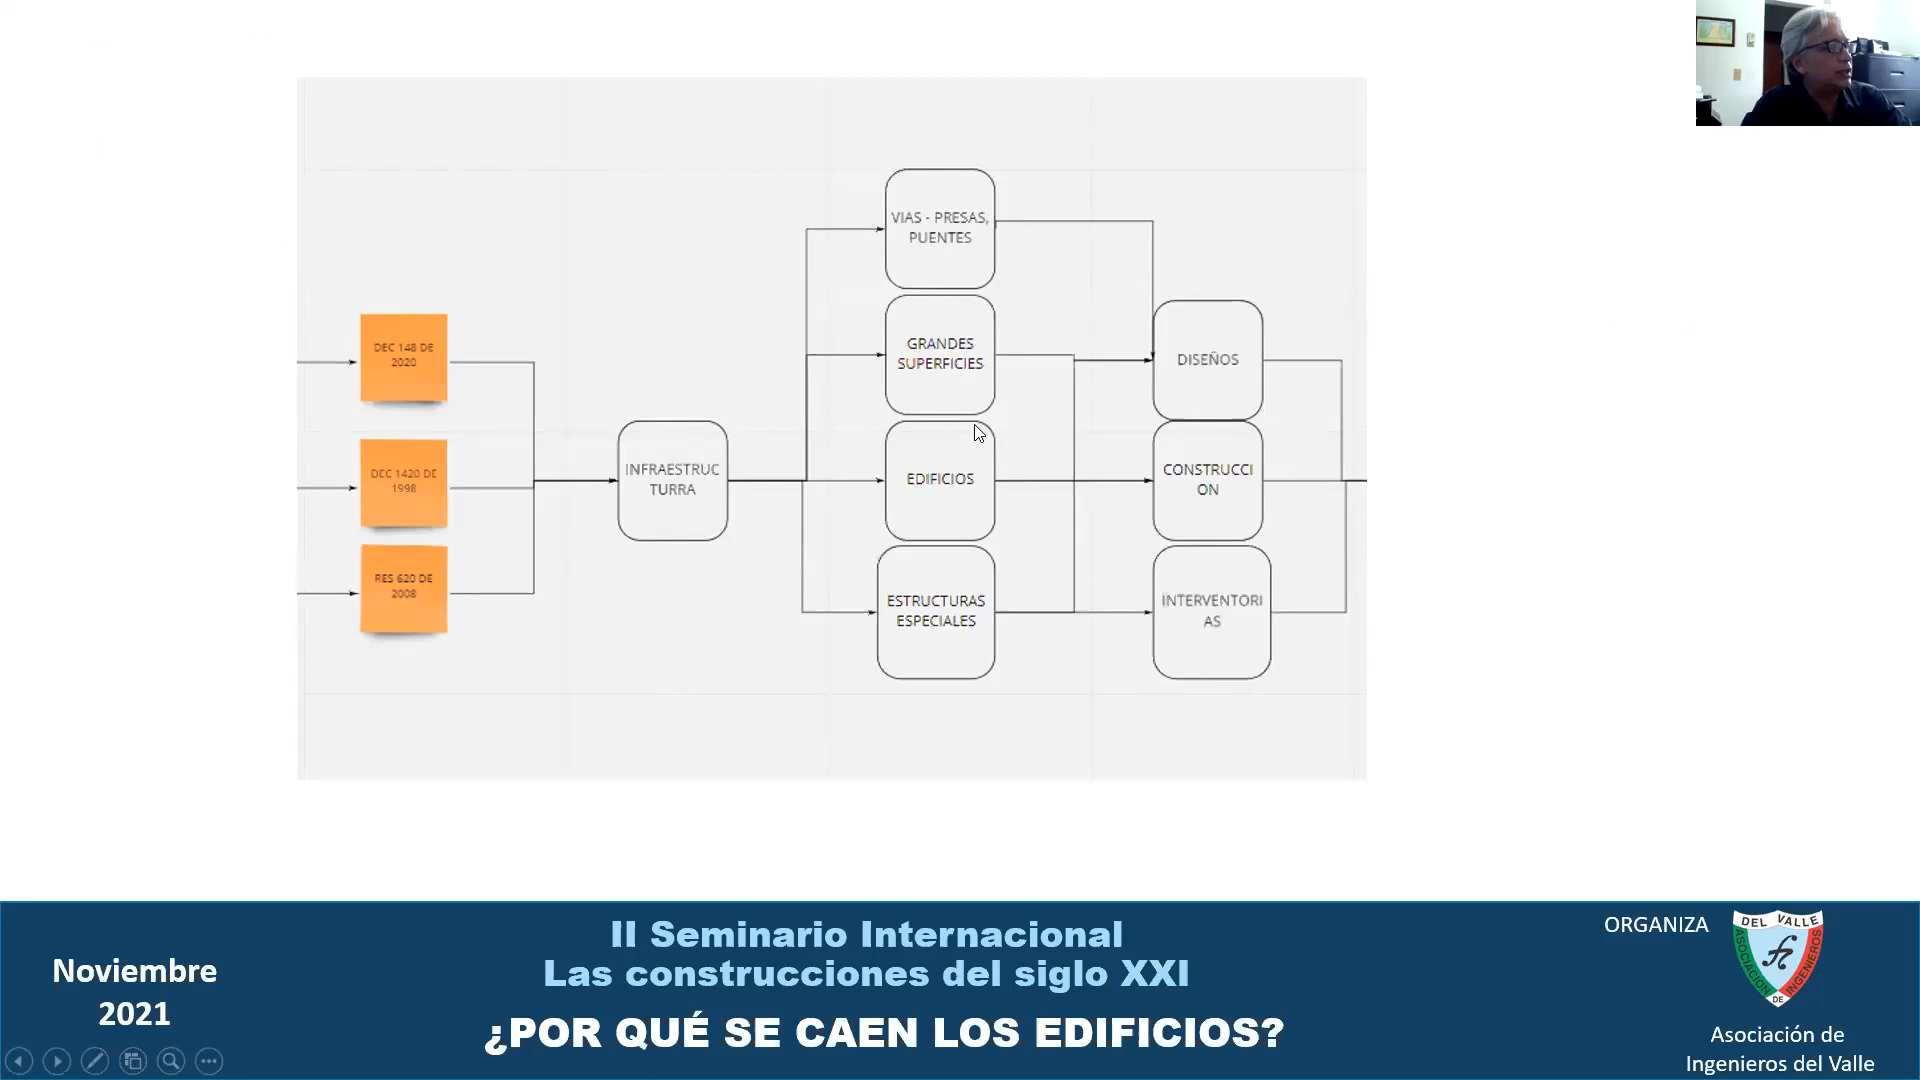 VIAS - PRESAS,
PUENTES
GRANDES
SUPERFICIES
DEC 148 DE
2020
DISEÑOS
DEC 1420 DE
1998
INFRAESTRUC
TURRA
EDIFICIOS
CONSTRUCCI
ON
RES 620 DE
2008
ESTRUCTURAS
ESPECIALES
INTERVENTORI
AS
Noviembre
2021
II Seminario Internacional
Las construcciones del siglo XXI
¿POR QUÉ SE CAEN LOS EDIFICIOS?
ORGANIZA
DEL VALLE
ASOCIACION
DE
INGENIEROS
Asociación de
Ingenieros del Valle